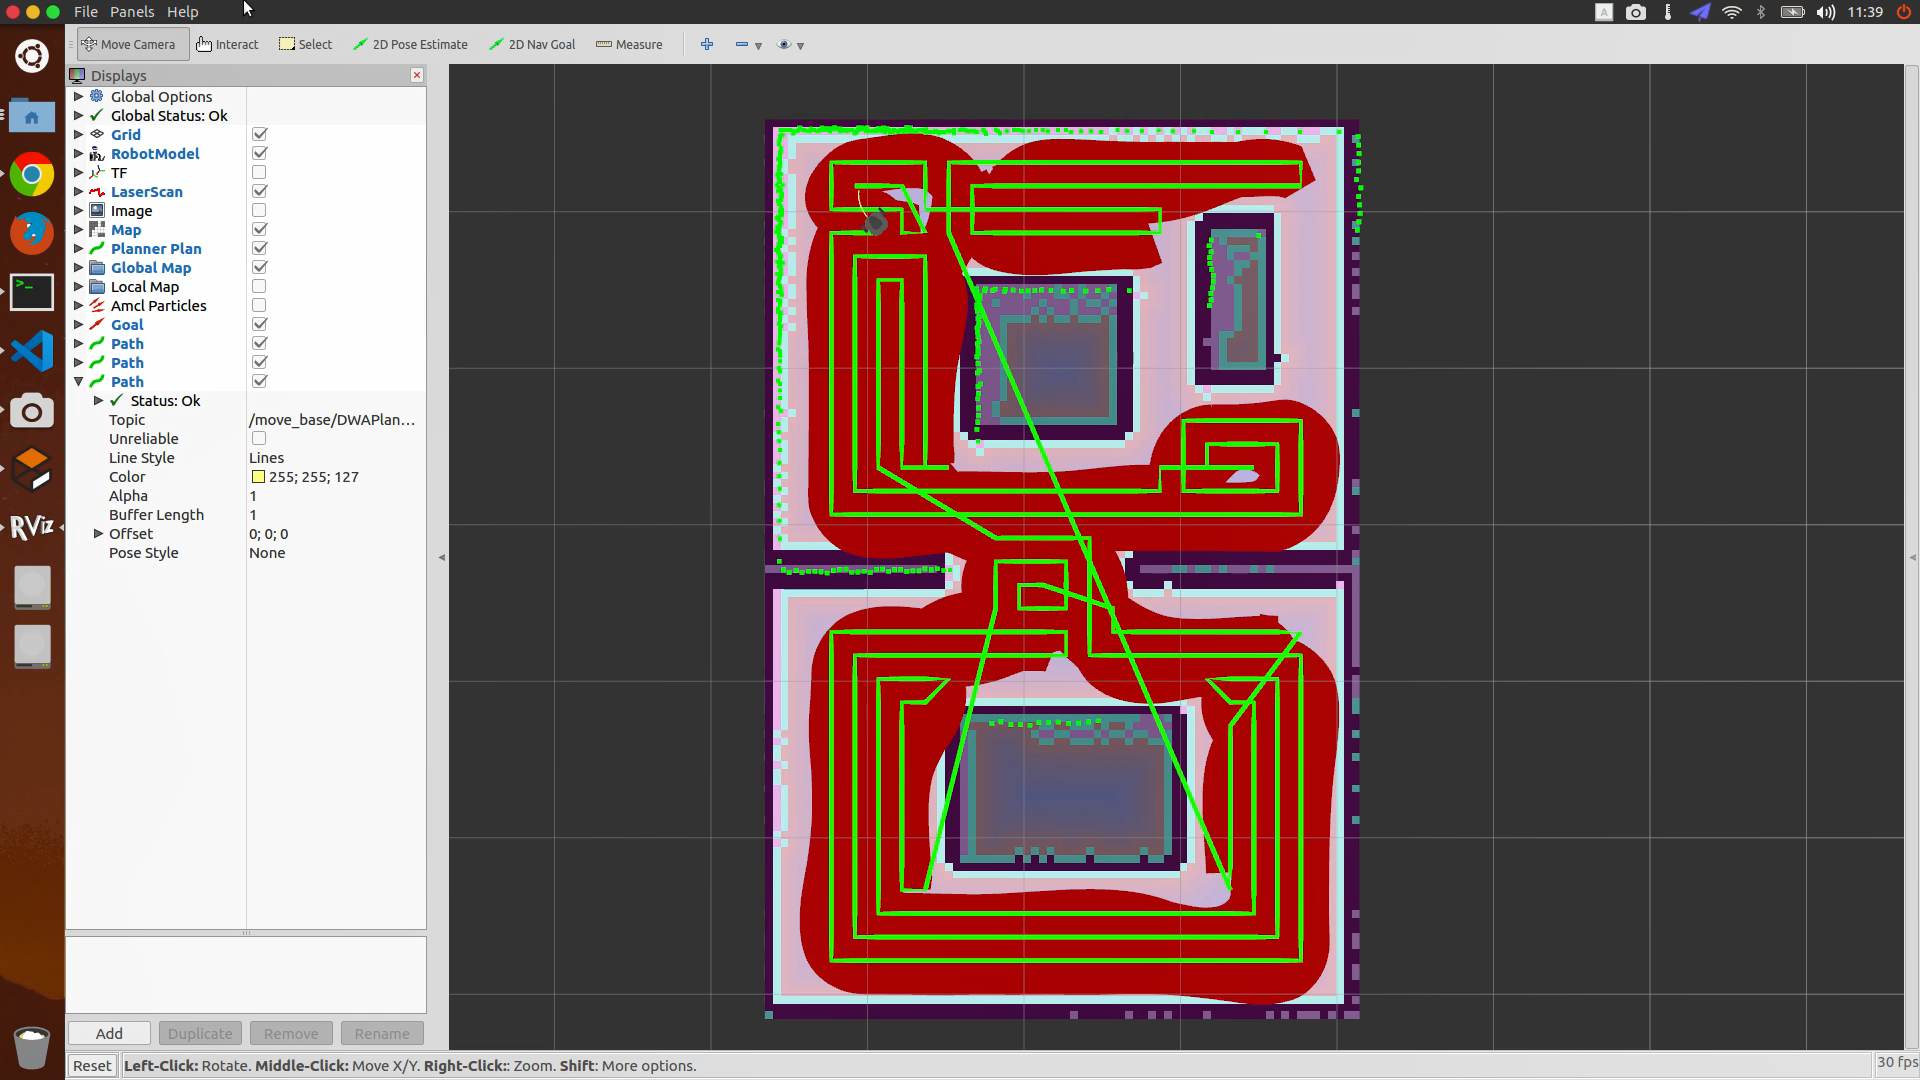 File Panels Help
A 11:39
Move Camera Interact Select 2D Pose Estimate 2D Nav Goal Measure
Displays
Global Options
Global Status: Ok
Grid
RobotModel
TF
LaserScan
Image
Map
Planner Plan
Global Map
Local Map
Amcl Particles
Goal
Path
Path
Path
Status: Ok
Topic /move_base/DWAPlan...
Unreliable
Line Style Lines
Color 255; 255; 127
Alpha 1
Buffer Length 1
Offset 0; 0; 0
Pose Style None
RViz
Add Duplicate Remove Rename
Reset Left-Click: Rotate. Middle-Click: Move X/Y. Right-Click:: Zoom. Shift: More options. 30 fps